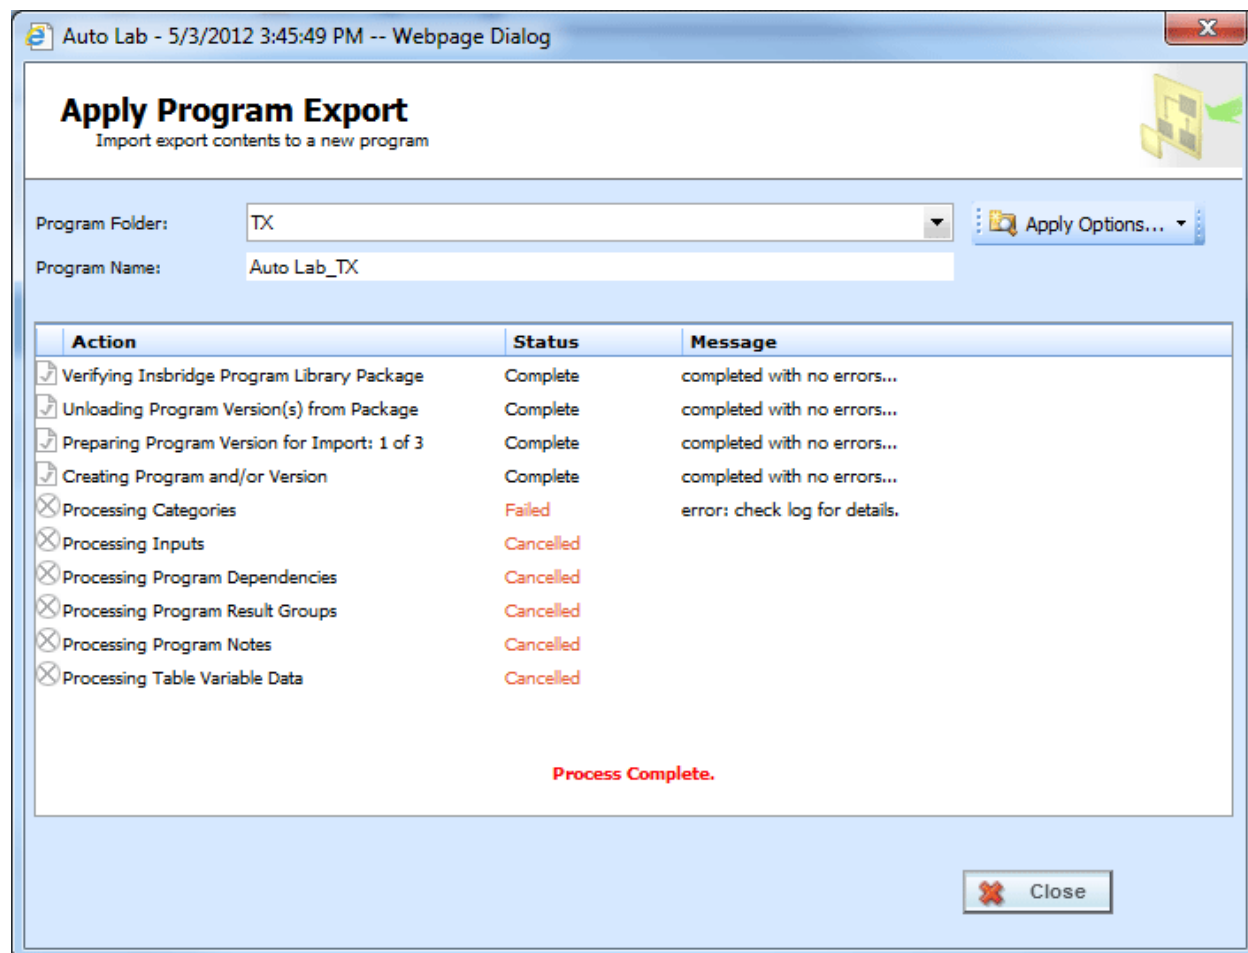 Auto Lab - 5/3/2012 3:45:49 PM -- Webpage Dialog
Apply Program Export
Import export contents to a new program
Program Folder: TX Apply Options...
Program Name: Auto Lab_TX
Action Status Message
Verifying Insbridge Program Library Package Complete completed with no errors...
Unloading Program Version(s) from Package Complete completed with no errors...
Preparing Program Version for Import: 1 of 3 Complete completed with no errors...
Creating Program and/or Version Complete completed with no errors...
Processing Categories Failed error: check log for details.
Processing Inputs Cancelled
Processing Program Dependencies Cancelled
Processing Program Result Groups Cancelled
Processing Program Notes Cancelled
Processing Table Variable Data Cancelled
Process Complete.
Close